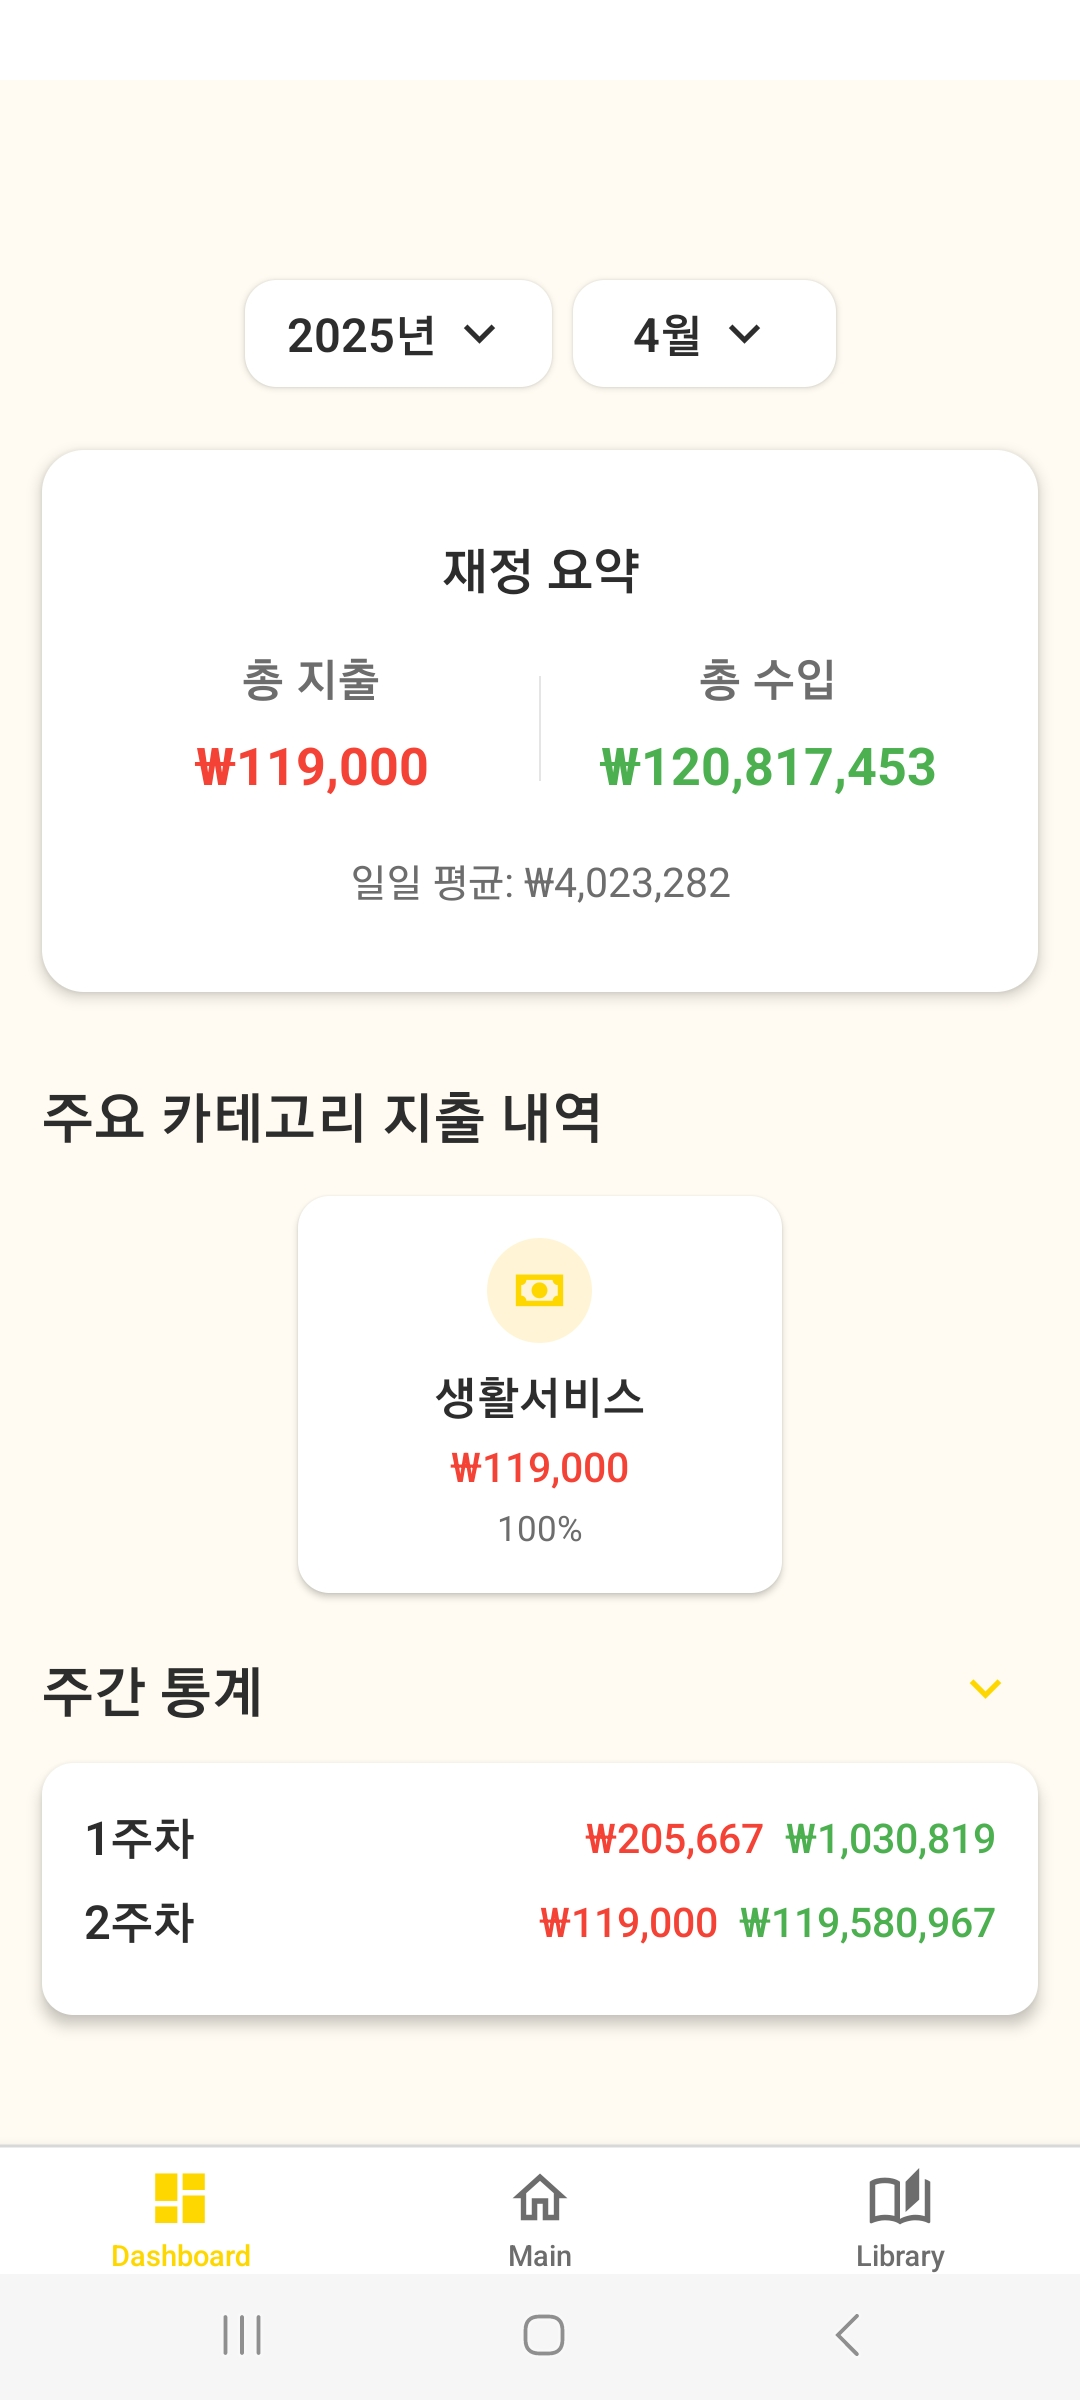 2025년
4월
재정 요약
총 지출
총 수입
₩119,000
₩120,817,453
일일 평균: ₩4,023,282
주요 카테고리 지출 내역
생활서비스
₩119,000
100%
주간 통계
1주차 ₩205,667 ₩1,030,819
2주차 ₩119,000 ₩119,580,967
Dashboard
Main
Library